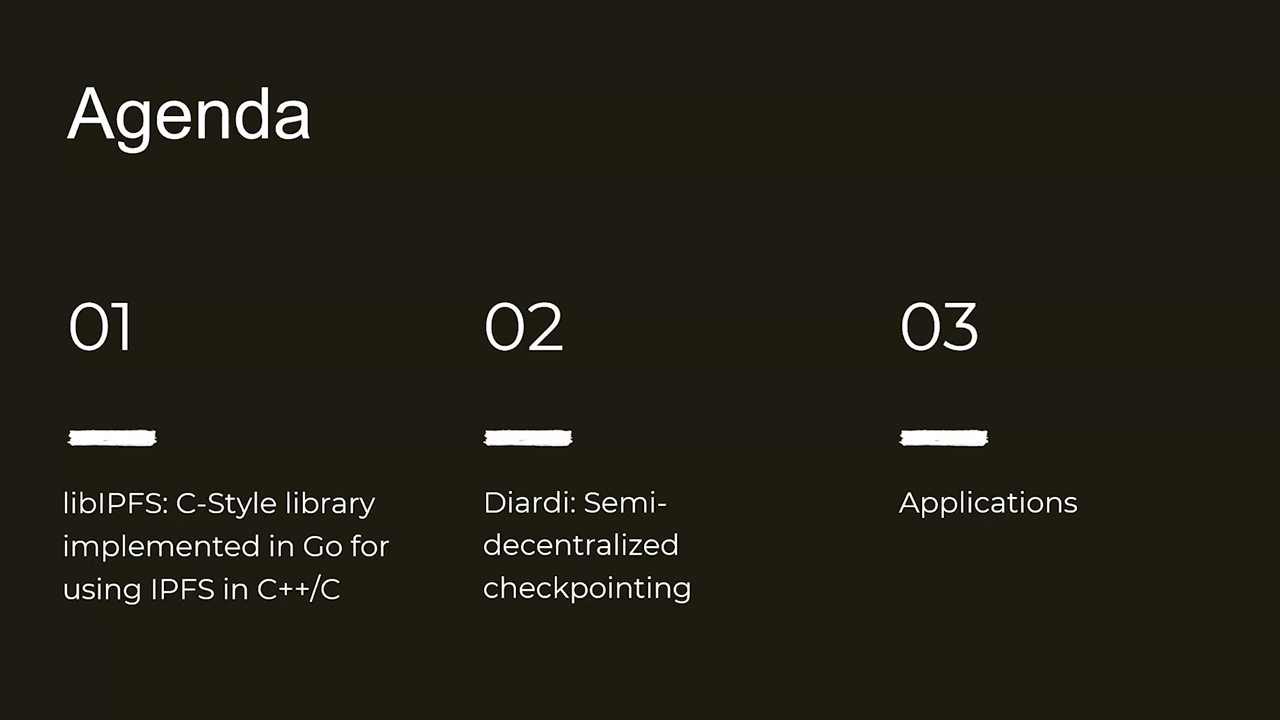 Agenda
01
02
03
libIPFS: C-Style library
implemented in Go for
using IPFS in C++/C
Diardi: Semi-
decentralized
checkpointing
Applications